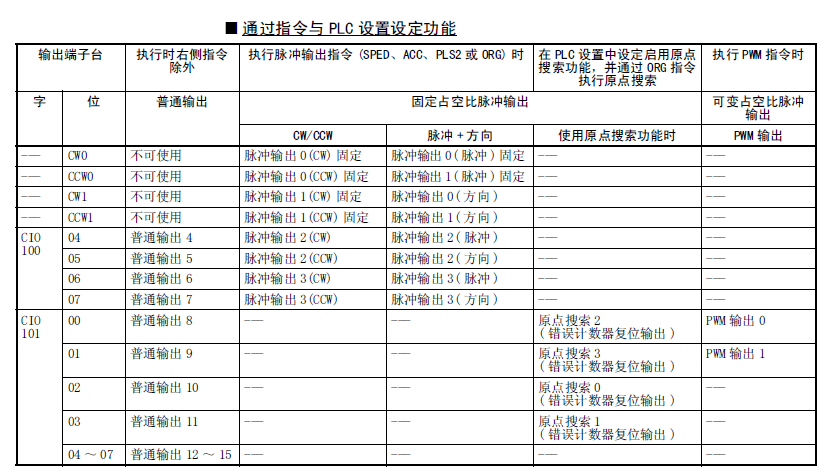 ■ 通过指令与 PLC 设置设定功能
输出端子台 执行时右侧指令除外 执行脉冲输出指令 (SPED、ACC、PLS2 或 ORG) 时 在 PLC 设置中设定启用原点搜索功能,并通过 ORG 指令执行原点搜索 执行 PWM 指令时
字 位 普通输出 固定占空比脉冲输出 可变占空比脉冲输出
CW/CCW 脉冲 + 方向 使用原点搜索功能时 PWM 输出
--- CW0 不可使用 脉冲输出 0(CW) 固定 脉冲输出 0( 脉冲 ) 固定 --- ---
--- CCW0 不可使用 脉冲输出 0(CCW) 固定 脉冲输出 1( 脉冲 ) 固定 --- ---
--- CW1 不可使用 脉冲输出 1(CW) 固定 脉冲输出 0( 方向 ) --- ---
--- CCW1 不可使用 脉冲输出 1(CCW) 固定 脉冲输出 1( 方向 ) --- ---
CIO 100 04 普通输出 4 脉冲输出 2(CW) 脉冲输出 2( 脉冲 ) --- ---
05 普通输出 5 脉冲输出 2(CCW) 脉冲输出 2( 方向 ) --- ---
06 普通输出 6 脉冲输出 3(CW) 脉冲输出 3( 脉冲 ) --- ---
07 普通输出 7 脉冲输出 3(CCW) 脉冲输出 3( 方向 ) --- ---
CIO 101 00 普通输出 8 --- --- 原点搜索 2 ( 错误计数器复位输出 ) PWM 输出 0
01 普通输出 9 --- --- 原点搜索 3 ( 错误计数器复位输出 ) PWM 输出 1
02 普通输出 10 --- --- 原点搜索 0 ( 错误计数器复位输出 ) ---
03 普通输出 11 --- --- 原点搜索 1 ( 错误计数器复位输出 ) ---
04 ～ 07 普通输出 12 ～ 15 --- --- --- ---